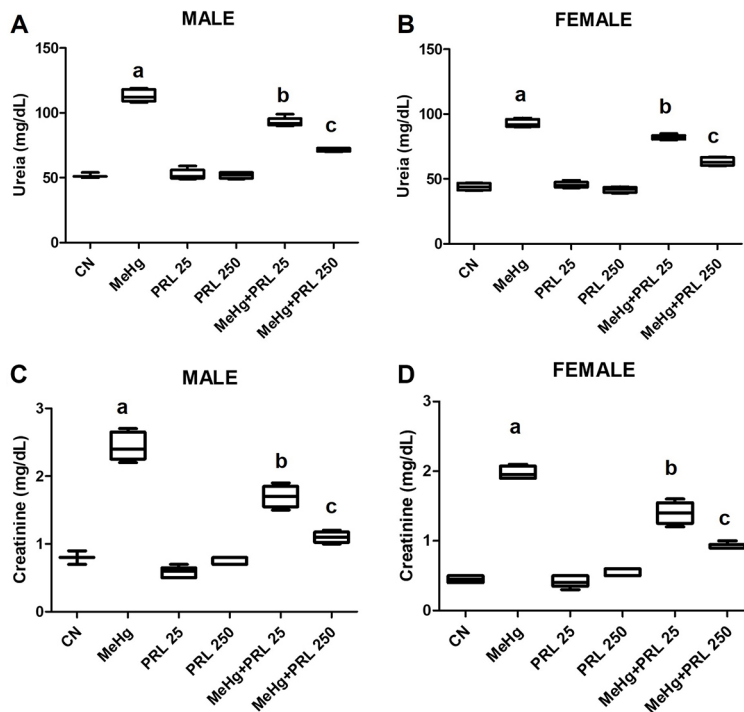 A
MALE
Ureia (mg/dL)
150
100
50
0
a
b
c
CN
MeHg
PRL 25
PRL 250
MeHg+PRL 25
MeHg+PRL 250
B
FEMALE
Ureia (mg/dL)
150
100
50
0
a
b
c
CN
MeHg
PRL 25
PRL 250
MeHg+PRL 25
MeHg+PRL 250
C
MALE
Creatinine (mg/dL)
3
2
1
0
a
b
c
CN
MeHg
PRL 25
PRL 250
MeHg+PRL 25
MeHg+PRL 250
D
FEMALE
Creatinine (mg/dL)
3
2
1
0
a
b
c
CN
MeHg
PRL 25
PRL 250
MeHg+PRL 25
MeHg+PRL 250